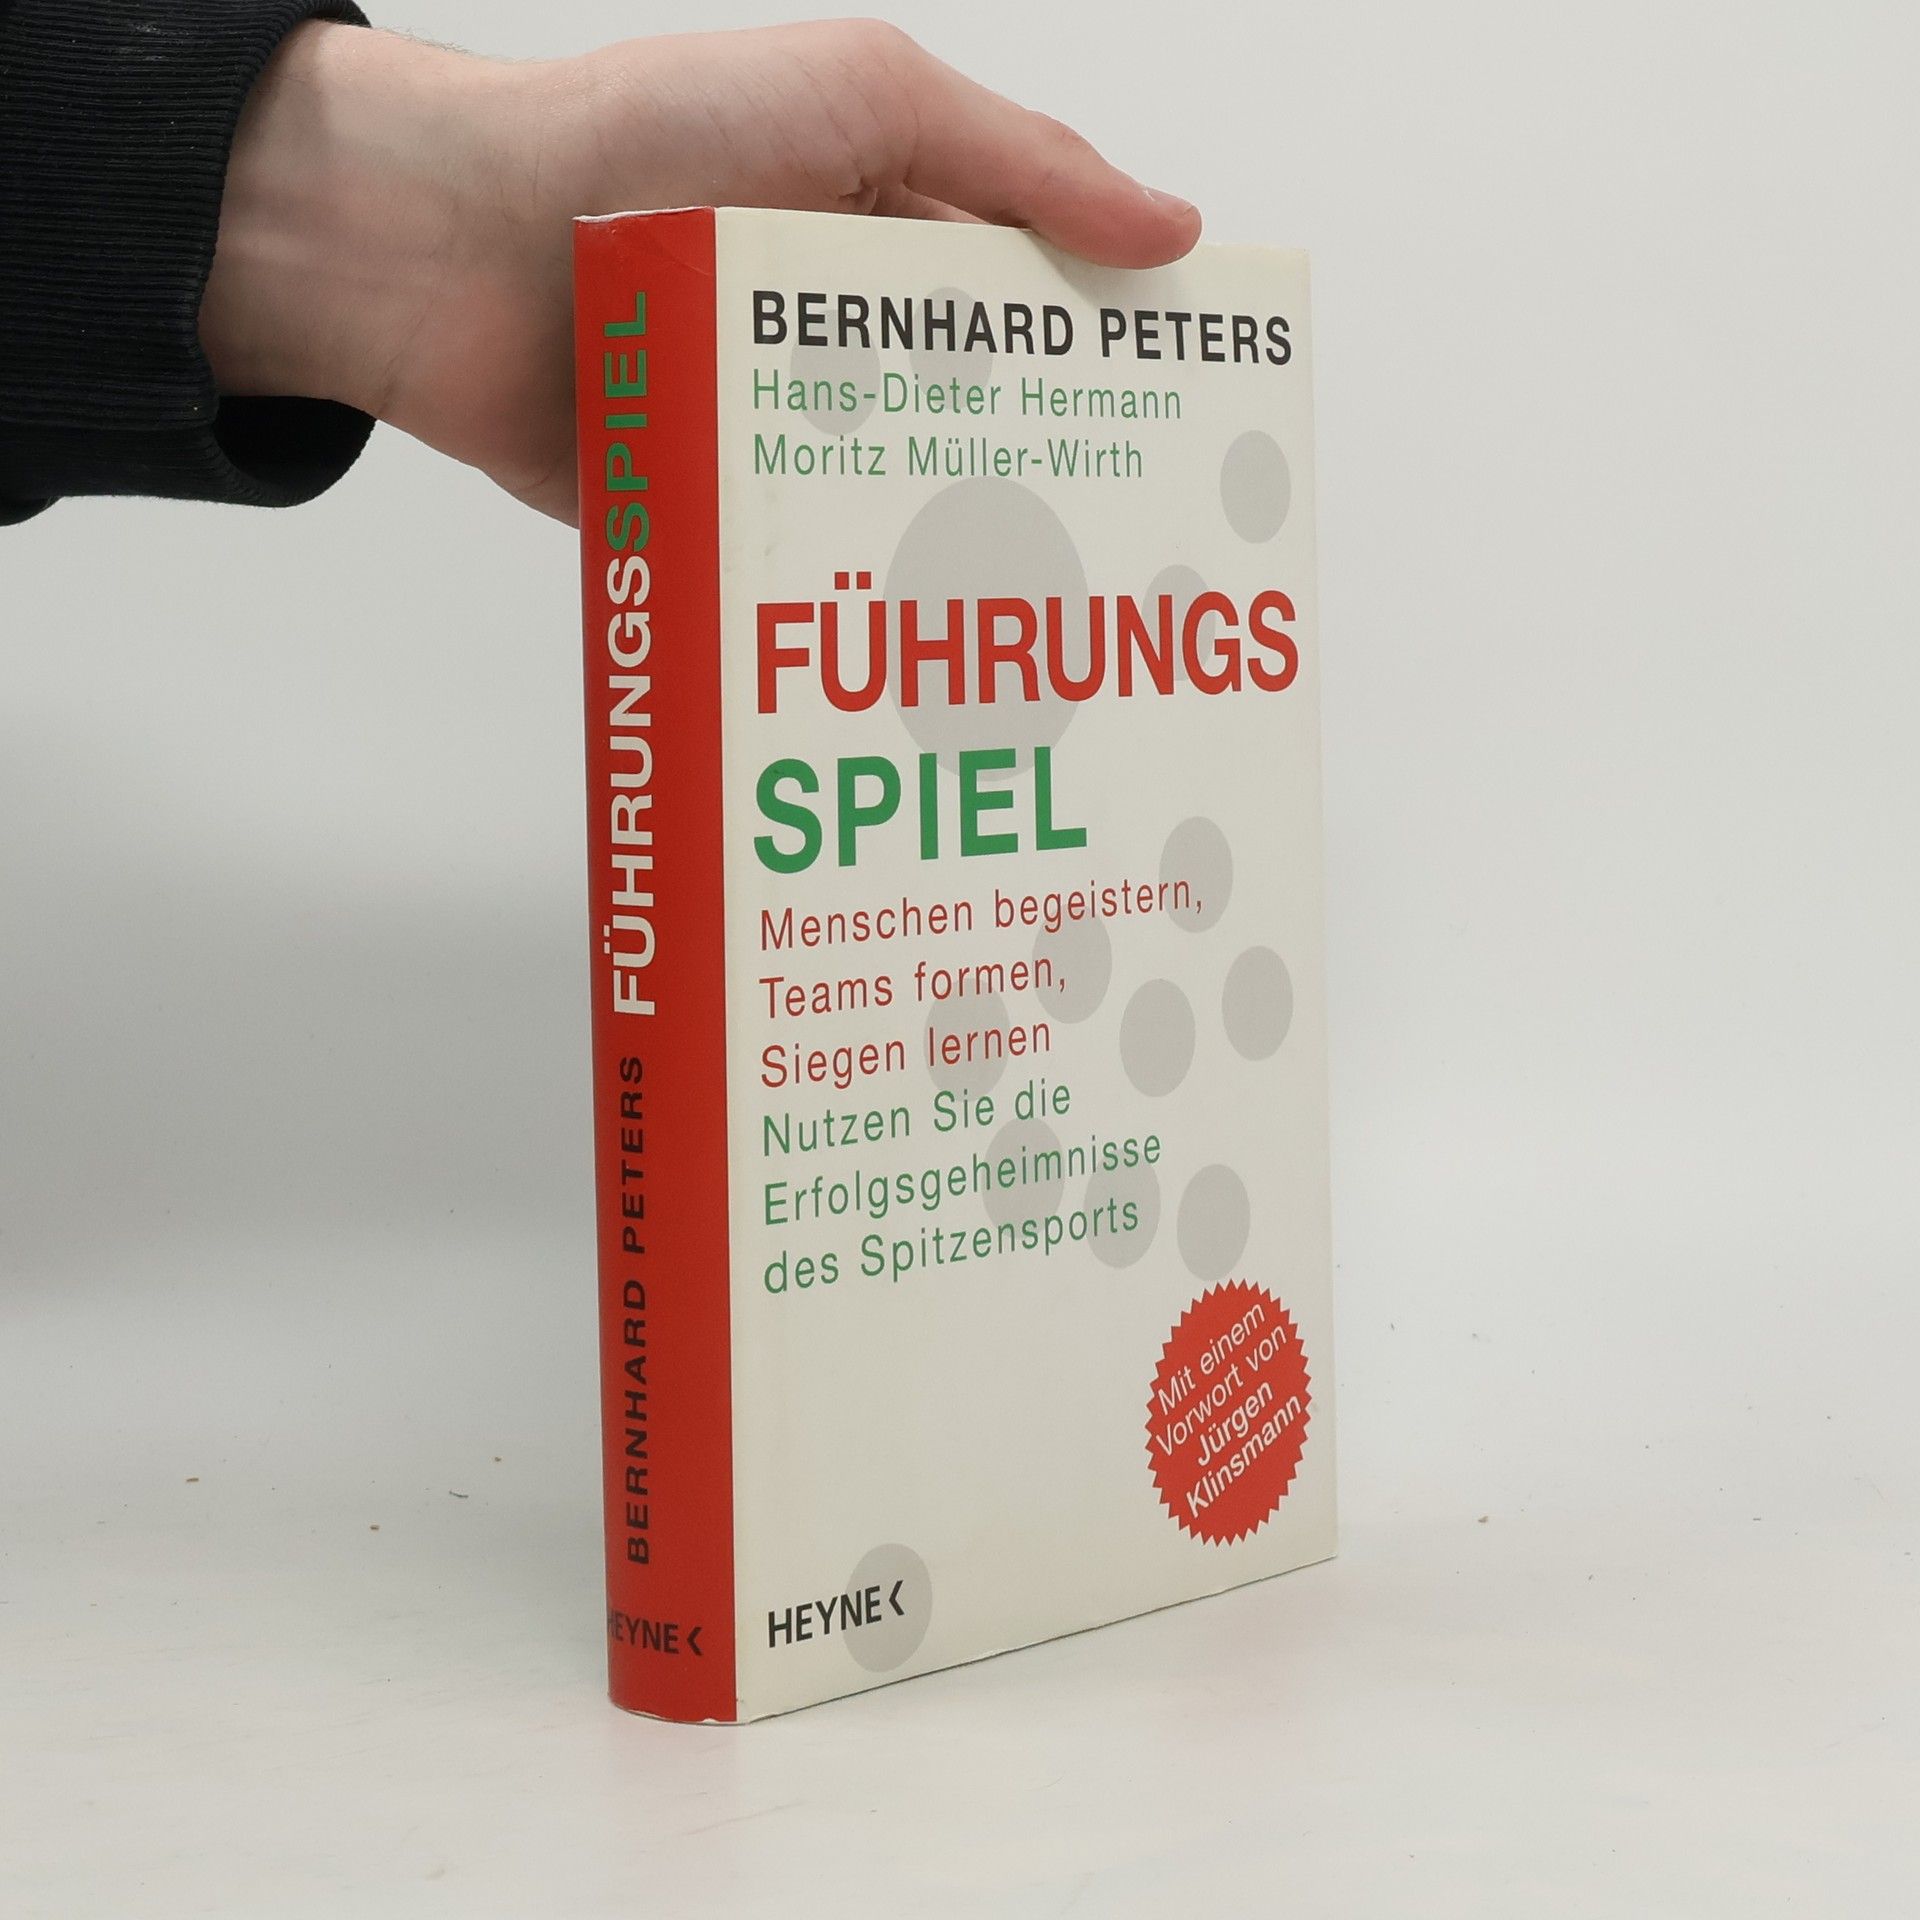 BERNHARD PETERS FÜHRUNGSSPIEL
HEYNE
BERNHARD PETERS
Hans-Dieter Hermann
Moritz Müller-Wirth
FÜHRUNGS
SPIEL
Menschen begeistern,
Teams formen,
Siegen lernen
Nutzen Sie die
Erfolgsgeheimnisse
des Spitzensports
Mit einem
Vorwort von
Jürgen
Klinsmann
HEYNE